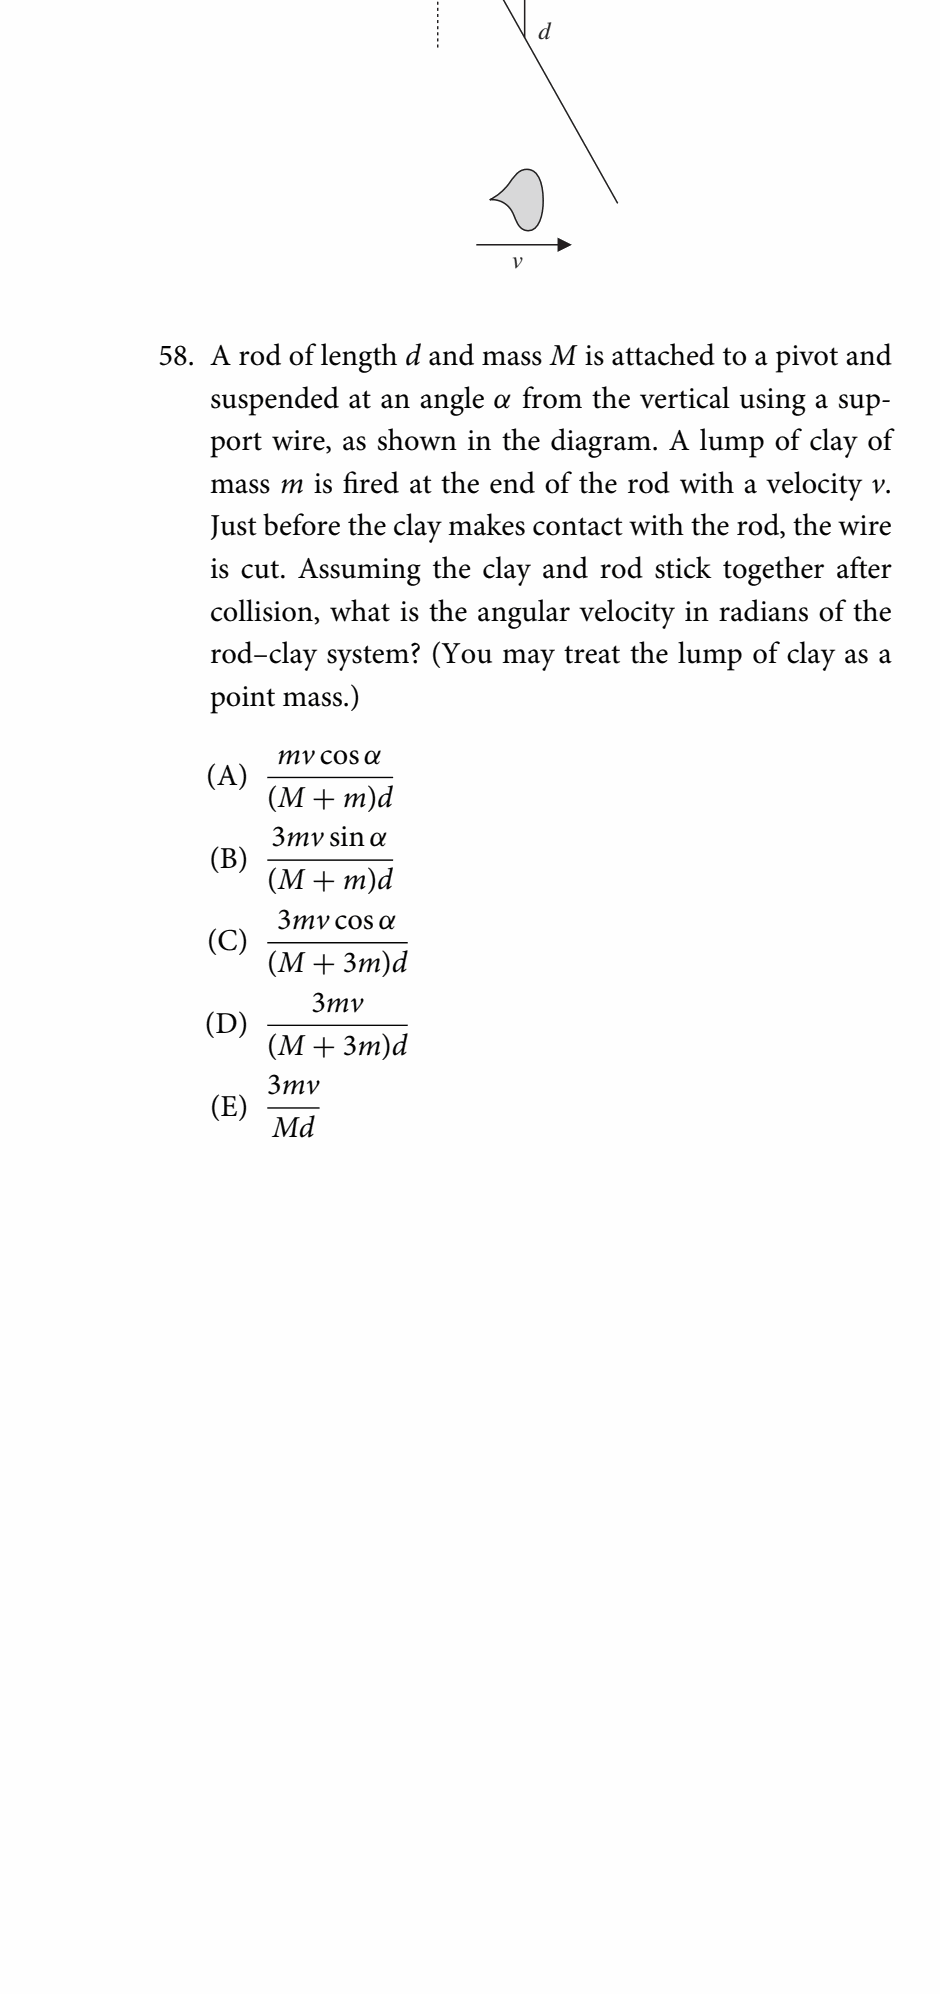 d
v
58. A rod of length d and mass M is attached to a pivot and
suspended at an angle α from the vertical using a sup-
port wire, as shown in the diagram. A lump of clay of
mass m is fired at the end of the rod with a velocity v.
Just before the clay makes contact with the rod, the wire
is cut. Assuming the clay and rod stick together after
collision, what is the angular velocity in radians of the
rod–clay system? (You may treat the lump of clay as a
point mass.)
(A) mv cos α / (M + m)d
(B) 3mv sin α / (M + m)d
(C) 3mv cos α / (M + 3m)d
(D) 3mv / (M + 3m)d
(E) 3mv / Md